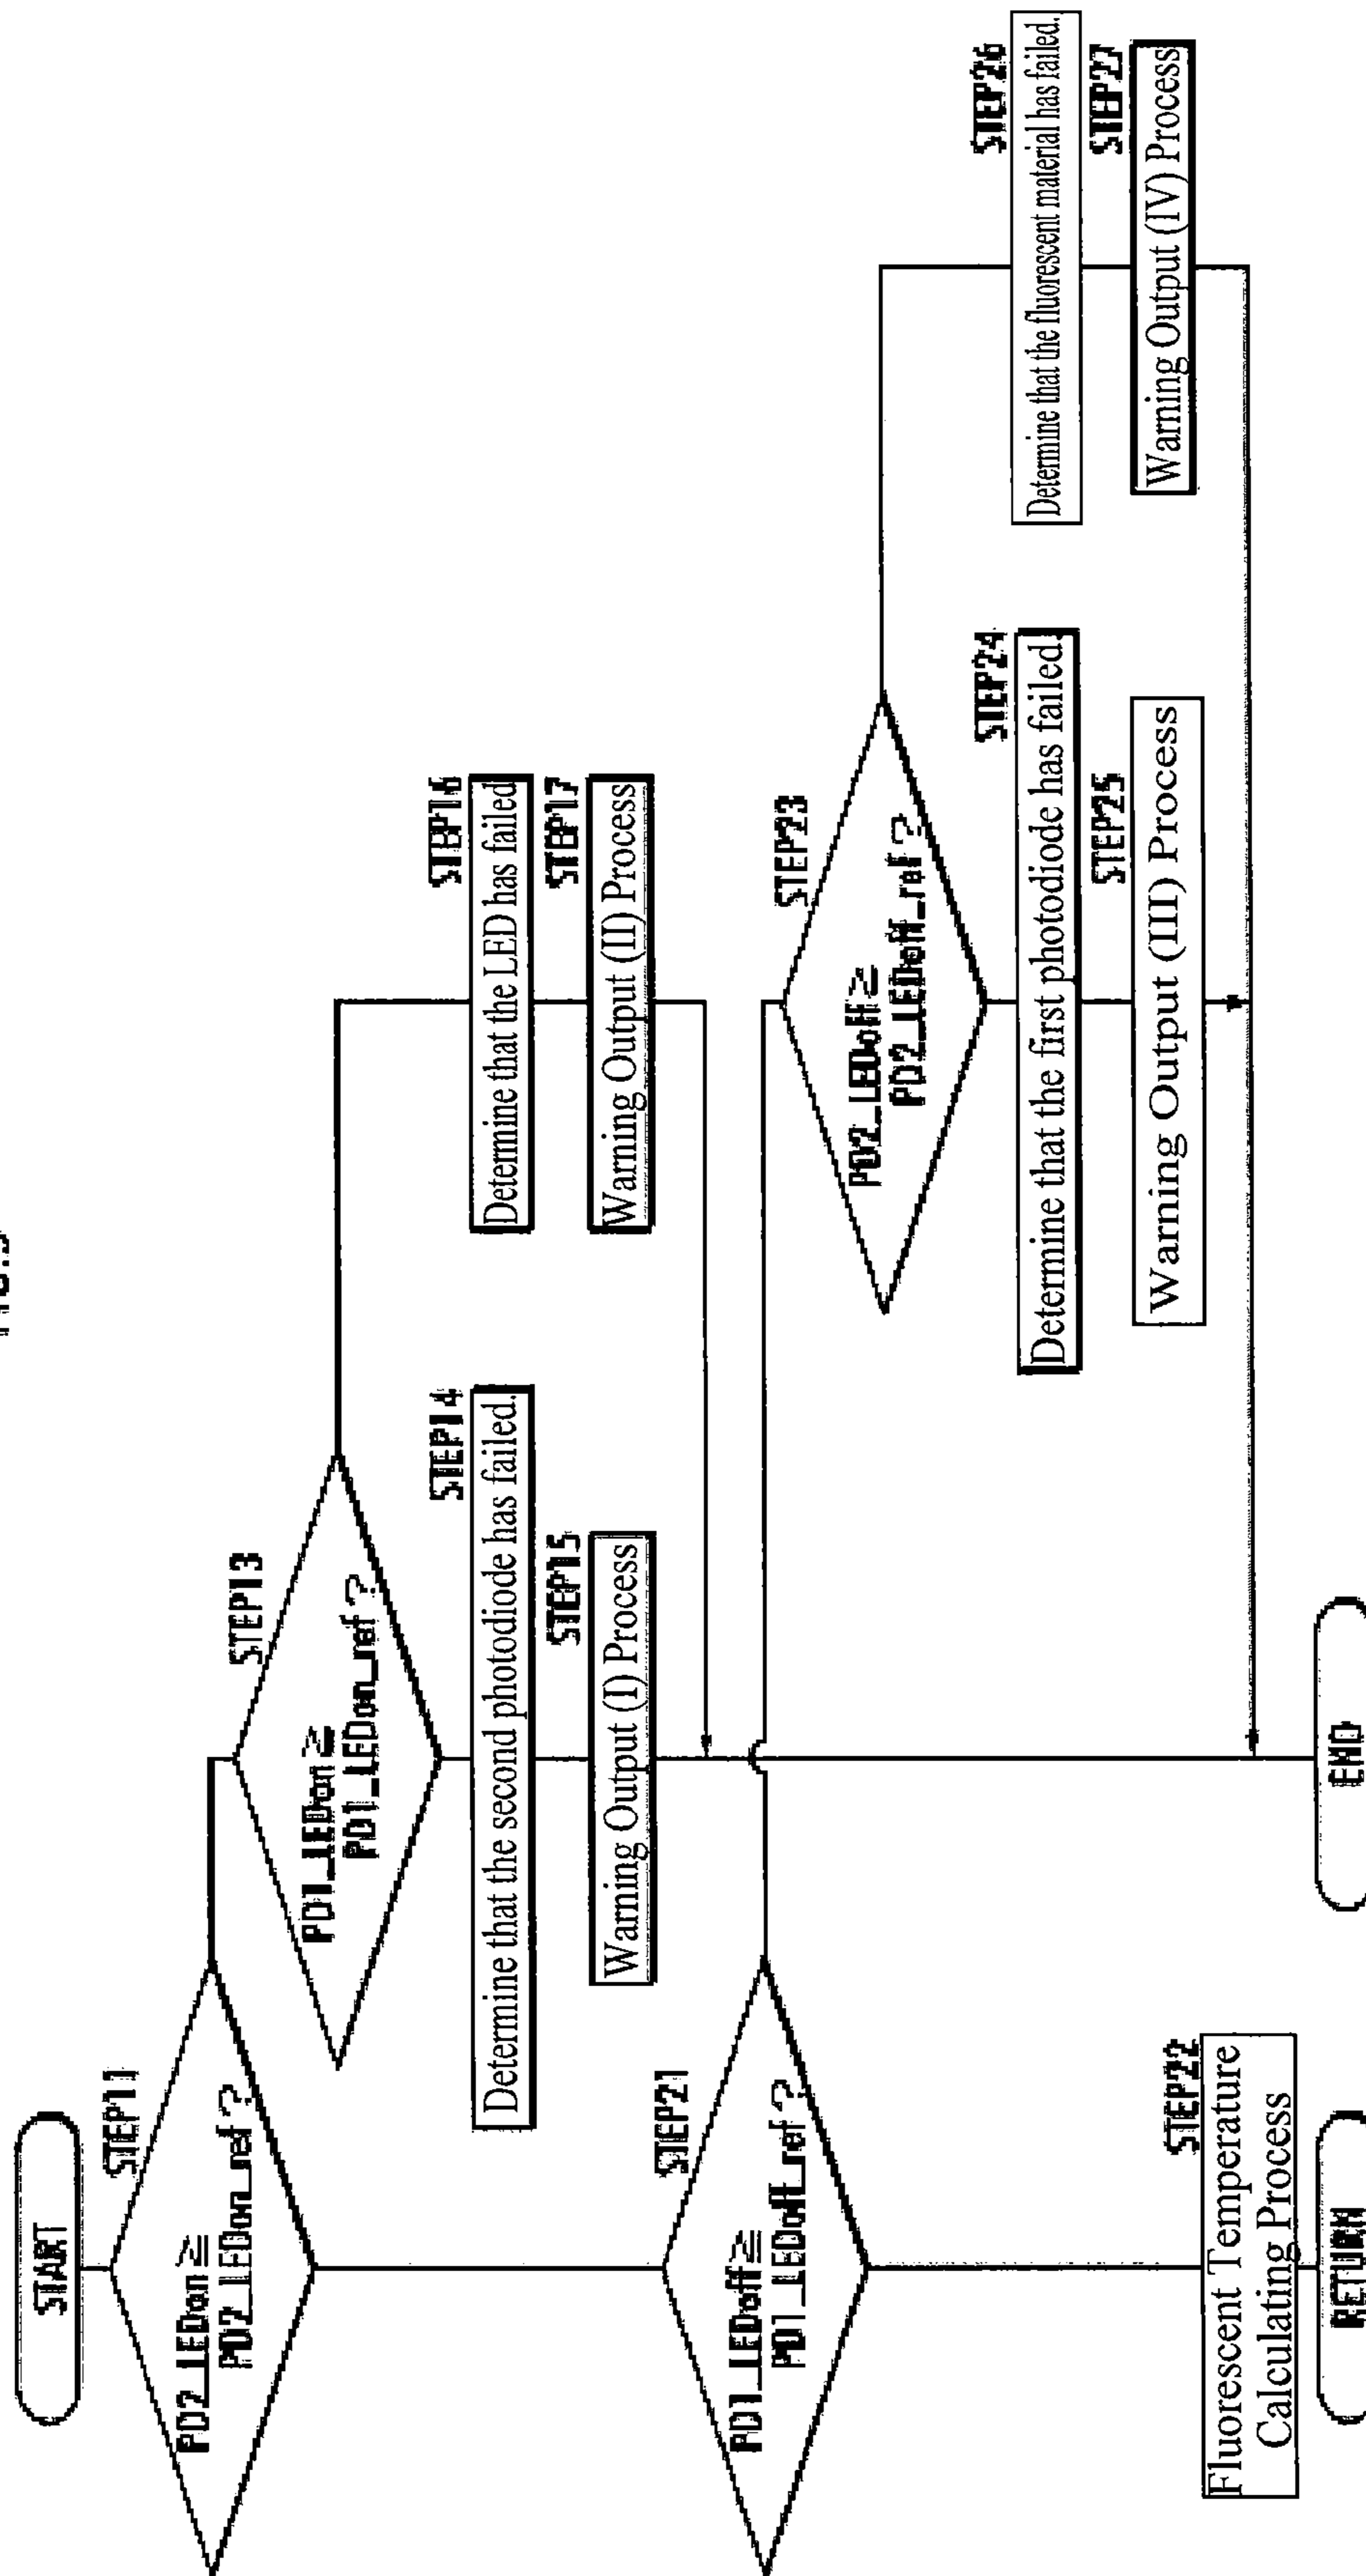 START
STEP11
PD2_LEDon ≥
PD2_LEDon_ref ?
STEP13
PD1_LEDon ≥
PD1_LEDon_ref ?
STEP14
Determine that the second photodiode has failed.
STEP15
Warning Output (I) Process
STEP16
Determine that the LED has failed
STEP17
Warning Output (II) Process
STEP21
PD1_LEDoff ≥
PD1_LEDoff_ref ?
STEP23
PD2_LEDoff ≥
PD2_LEDoff_ref ?
STEP24
Determine that the first photodiode has failed
STEP25
Warning Output (III) Process
STEP26
Determine that the fluorescent material has failed.
STEP27
Warning Output (IV) Process
STEP22
Fluorescent Temperature
Calculating Process
RETURN
END